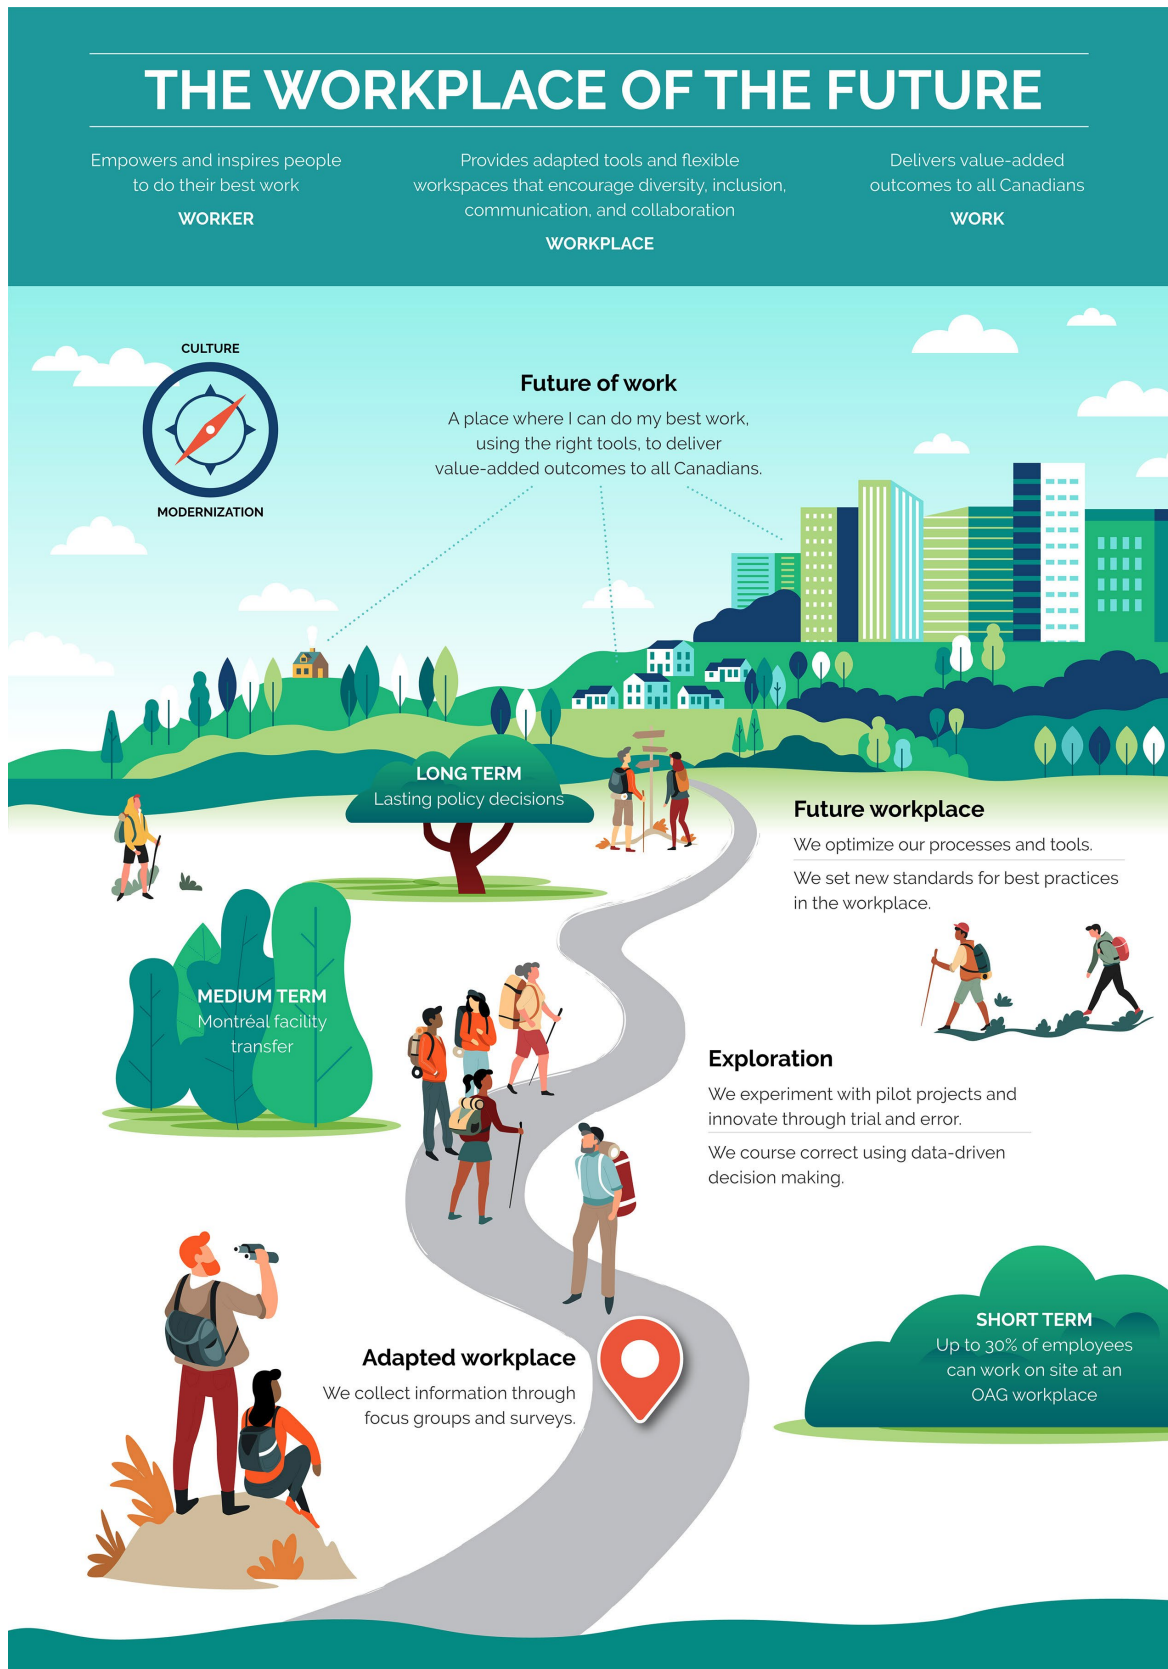 THE WORKPLACE OF THE FUTURE
Empowers and inspires people
to do their best work
WORKER
Provides adapted tools and flexible
workspaces that encourage diversity, inclusion,
communication, and collaboration
WORKPLACE
Delivers value-added
outcomes to all Canadians
WORK
CULTURE
MODERNIZATION
Future of work
A place where I can do my best work,
using the right tools, to deliver
value-added outcomes to all Canadians.
LONG TERM
Lasting policy decisions
Future workplace
We optimize our processes and tools.
We set new standards for best practices
in the workplace.
MEDIUM TERM
Montréal facility
transfer
Exploration
We experiment with pilot projects and
innovate through trial and error.
We course correct using data-driven
decision making.
SHORT TERM
Up to 30% of employees
can work on site at an
OAG workplace
Adapted workplace
We collect information through
focus groups and surveys.